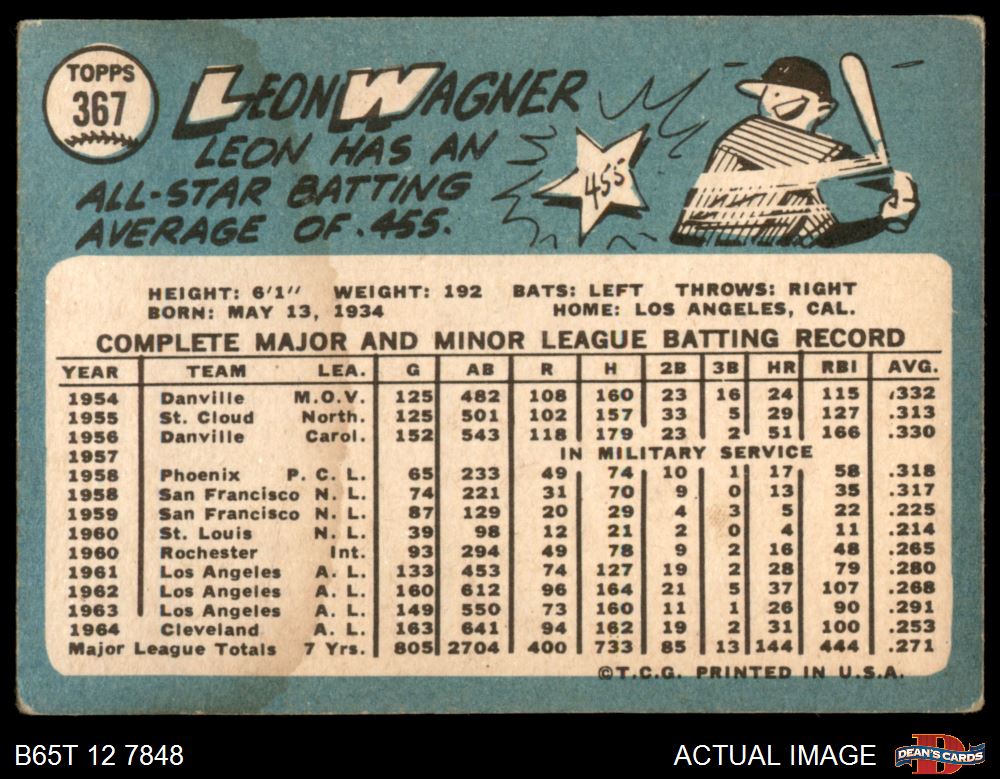 TOPPS
367
LEON WAGNER
LEON HAS AN
ALL-STAR BATTING
AVERAGE OF .455.
455
HEIGHT: 6'1" WEIGHT: 192 BATS: LEFT THROWS: RIGHT
BORN: MAY 13, 1934 HOME: LOS ANGELES, CAL.
COMPLETE MAJOR AND MINOR LEAGUE BATTING RECORD
YEAR TEAM LEA. G AB R H 2B 3B HR RBI AVG.
1954 Danville M.O.V. 125 482 108 160 23 16 24 115 .332
1955 St. Cloud North. 125 501 102 157 33 5 29 127 .313
1956 Danville Carol. 152 543 118 179 23 2 51 166 .330
1957 IN MILITARY SERVICE
1958 Phoenix P. C. L. 65 233 49 74 10 1 17 58 .318
1958 San Francisco N. L. 74 221 31 70 9 0 13 35 .317
1959 San Francisco N. L. 87 129 20 29 4 3 5 22 .225
1960 St. Louis N. L. 39 98 12 21 2 0 4 11 .214
1960 Rochester Int. 93 294 49 78 9 2 16 48 .265
1961 Los Angeles A. L. 133 453 74 127 19 2 28 79 .280
1962 Los Angeles A. L. 160 612 96 164 21 5 37 107 .268
1963 Los Angeles A. L. 149 550 73 160 11 1 26 90 .291
1964 Cleveland A. L. 163 641 94 162 19 2 31 100 .253
Major League Totals 7 Yrs. 805 2704 400 733 85 13 144 444 .271
©T.C.G. PRINTED IN U.S.A.
B65T 12 7848 ACTUAL IMAGE
DEAN'S CARDS